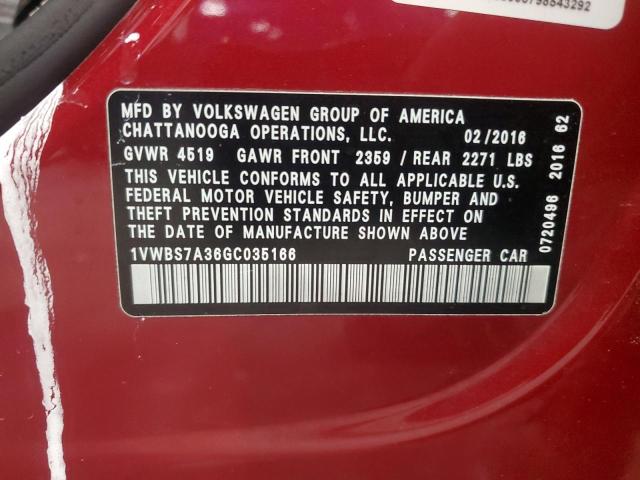 MFD BY VOLKSWAGEN GROUP OF AMERICA
CHATTANOOGA OPERATIONS, LLC. 02/2016
GVWR 4519 GAWR FRONT 2359 / REAR 2271 LBS
THIS VEHICLE CONFORMS TO ALL APPLICABLE U.S.
FEDERAL MOTOR VEHICLE SAFETY, BUMPER AND
THEFT PREVENTION STANDARDS IN EFFECT ON
THE DATE OF MANUFACTURE SHOWN ABOVE
1VWBS7A36GC035166 PASSENGER CAR
0720496 2016 62